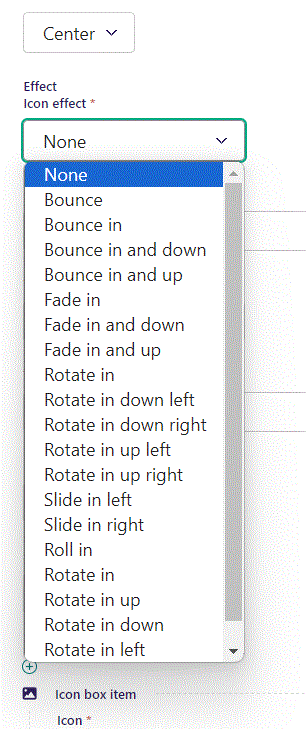 Center
Effect
Icon effect *
None
None
Bounce
Bounce in
Bounce in and down
Bounce in and up
Fade in
Fade in and down
Fade in and up
Rotate in
Rotate in down left
Rotate in down right
Rotate in up left
Rotate in up right
Slide in left
Slide in right
Roll in
Rotate in
Rotate in up
Rotate in down
Rotate in left
Icon box item
Icon *